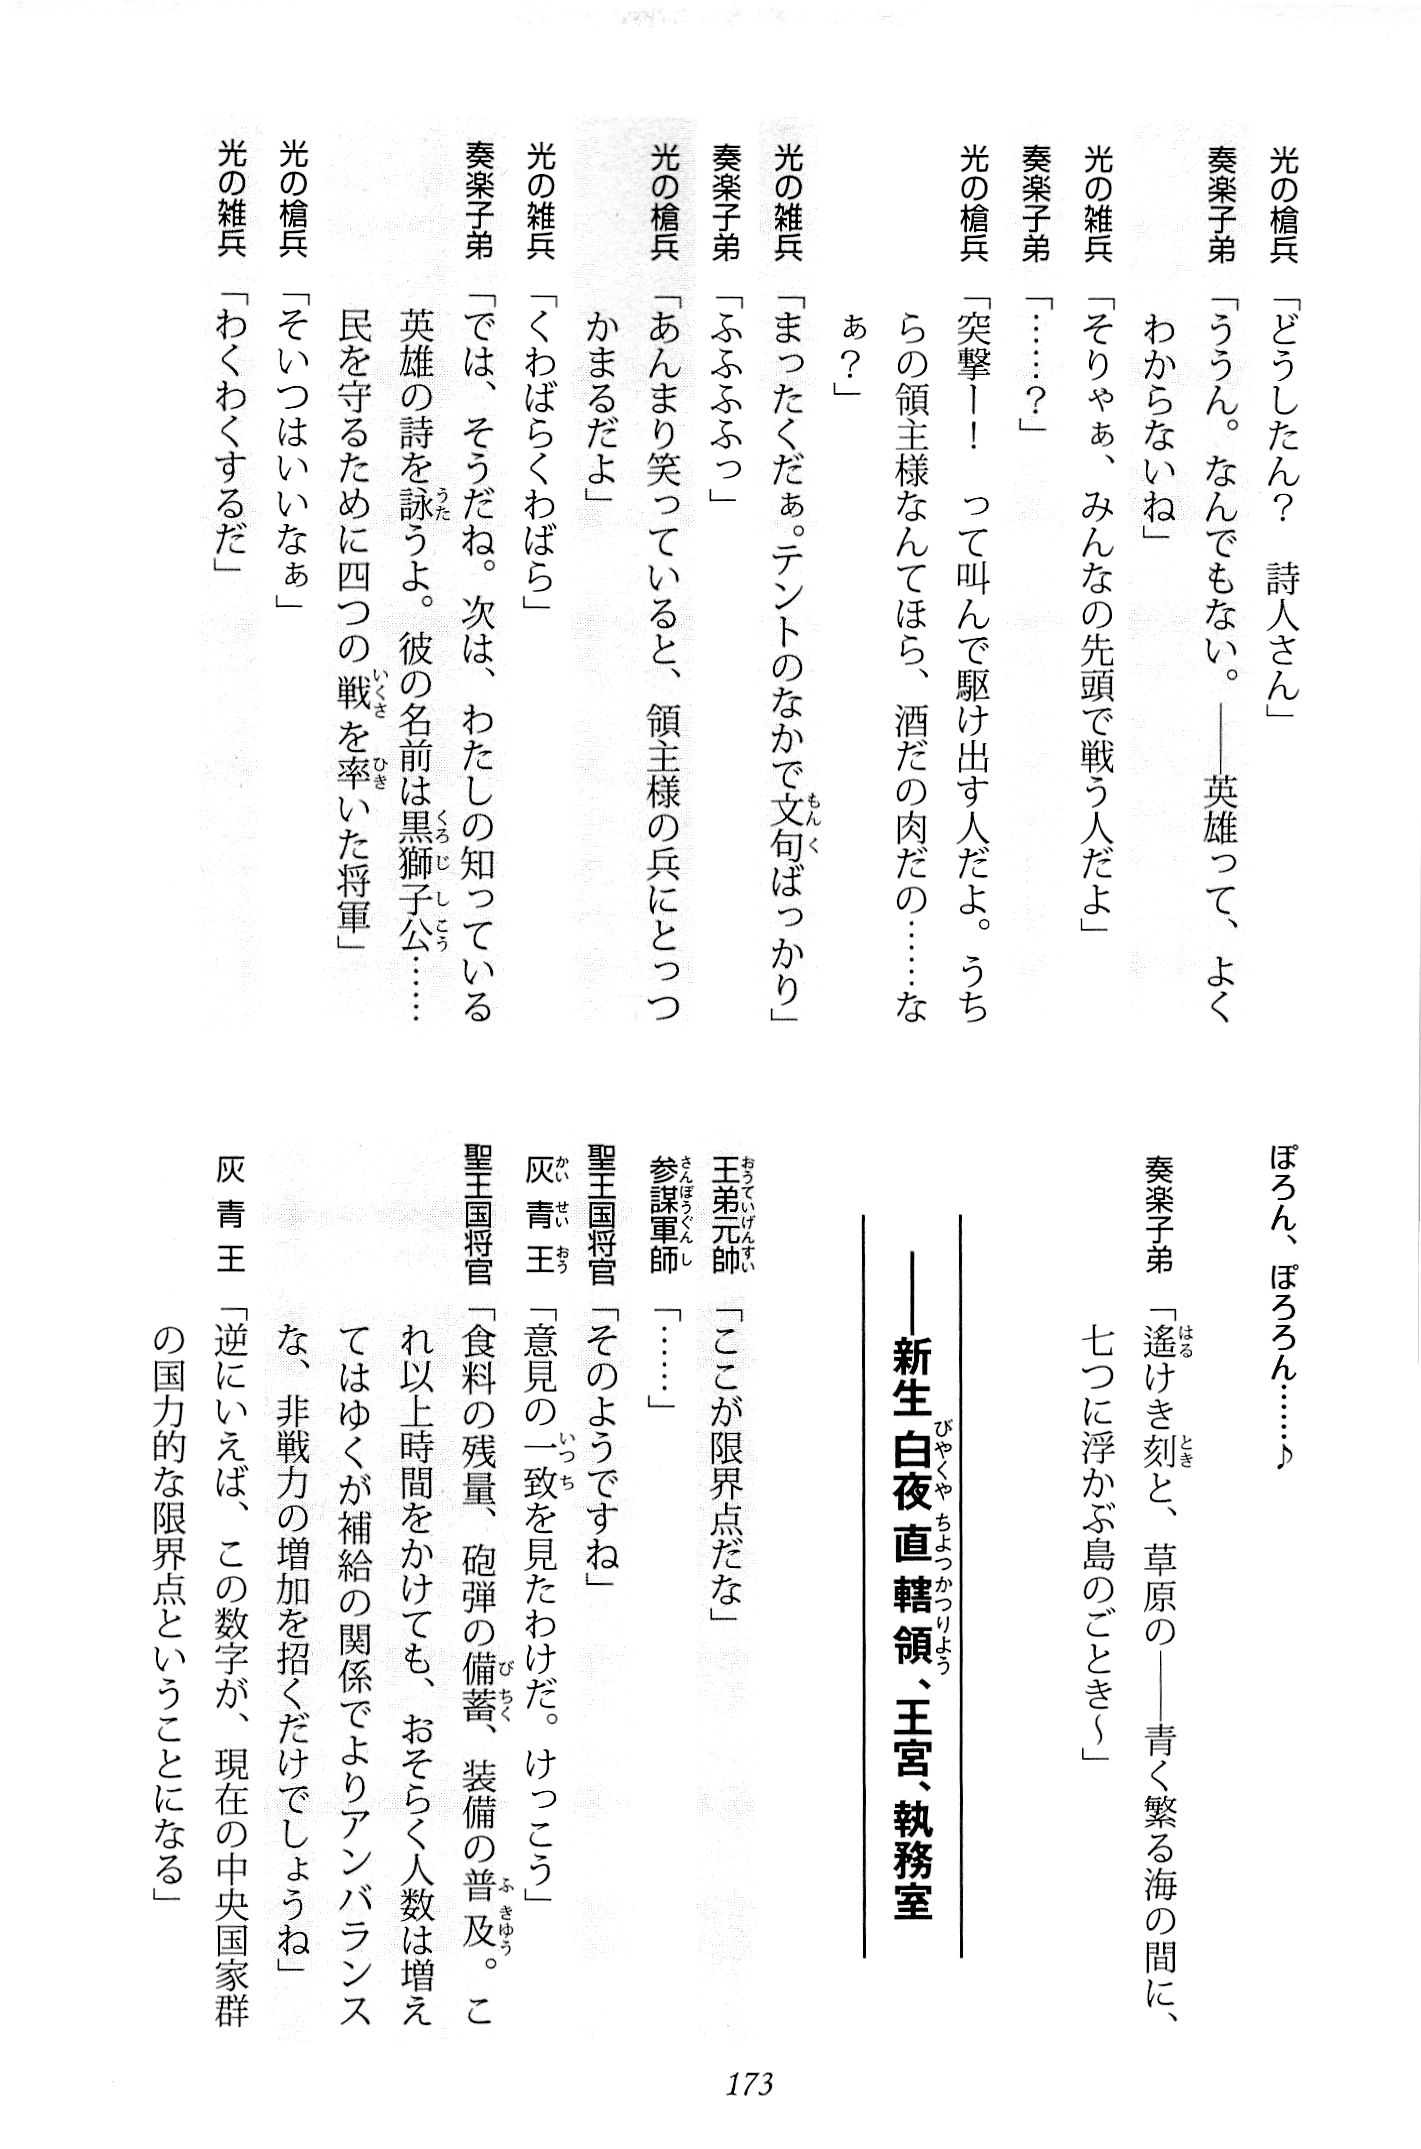 光の槍兵「どうしたん？　詩人さん」
奏楽子弟「ううん。なんでもない。――英雄って、よく
わからないね」
光の雑兵「そりゃぁ、みんなの先頭で戦う人だよ」
奏楽子弟「……？」
光の槍兵「突撃ー！　って叫んで駆け出す人だよ。うち
らの領主様なんてほら、酒だの肉だの……な
ぁ？」
光の雑兵「まったくだぁ。テントのなかで文句ばっかり」
奏楽子弟「ふふふふっ」
光の槍兵「あんまり笑っていると、領主様の兵にとっつ
かまるだよ」
光の雑兵「くわばらくわばら」
奏楽子弟「では、そうだね。次は、わたしの知っている
英雄の詩を詠うよ。彼の名前は黒獅子公……
民を守るために四つの戦を率いた将軍」
光の槍兵「そいつはいいなぁ」
光の雑兵「わくわくするだ」
ぽろん、ぽろろん……♪
奏楽子弟「遙けき刻と、草原の――青く繁る海の間に、
七つに浮かぶ島のごとき～」
――新生白夜直轄領、王宮、執務室
王弟元帥「ここが限界点だな」
参謀軍師「……」
聖王国将官「そのようですね」
灰青王「意見の一致を見たわけだ。けっこう」
聖王国将官「食料の残量、砲弾の備蓄、装備の普及。こ
れ以上時間をかけても、おそらく人数は増え
てはゆくが補給の関係でよりアンバランス
な、非戦力の増加を招くだけでしょうね」
灰青王「逆にいえば、この数字が、現在の中央国家群
の国力的な限界点ということになる」
173